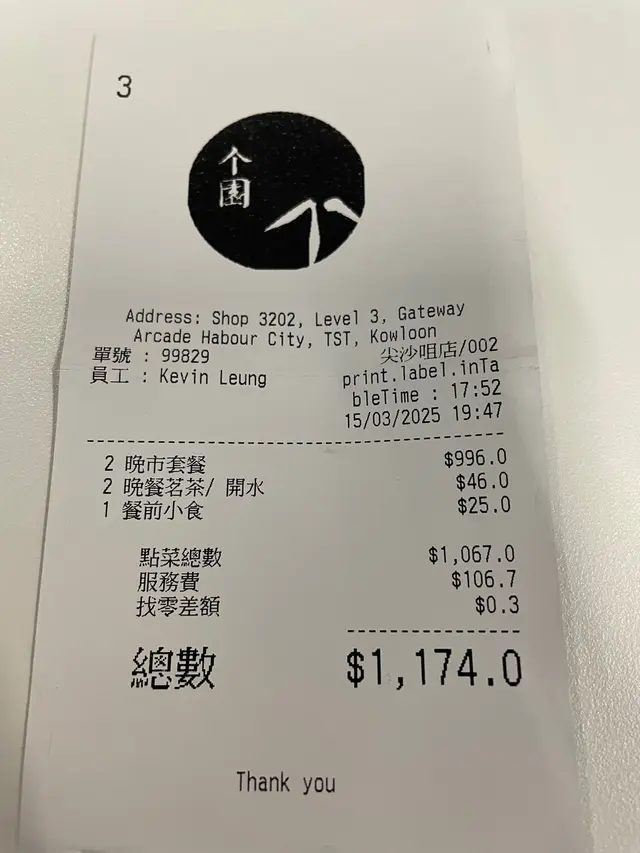 3
个
園
Address: Shop 3202, Level 3, Gateway
Arcade Habour City, TST, Kowloon
單號 : 99829 尖沙咀店/002
員工 : Kevin Leung print.label.inTa
bleTime : 17:52
15/03/2025 19:47
2 晚市套餐 $996.0
2 晚餐茗茶/ 開水 $46.0
1 餐前小食 $25.0
點菜總數 $1,067.0
服務費 $106.7
找零差額 $0.3
總數 $1,174.0
Thank you